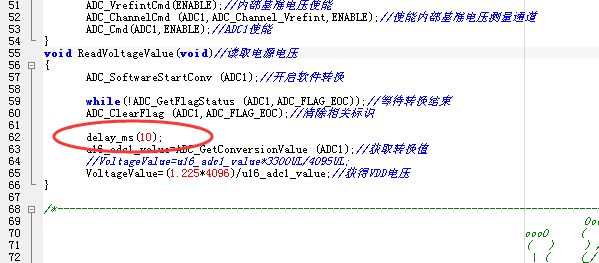 51 ADC_VrefintCmd(ENABLE);//内部基准电压使能
52 ADC_ChannelCmd (ADC1,ADC_Channel_Vrefint,ENABLE);//使能内部基准电压测量通道
53 ADC_Cmd(ADC1,ENABLE);//ADC1使能
54 }
55 void ReadVoltageValue(void)//读取电源电压
56 {
57 ADC_SoftwareStartConv (ADC1);//开启软件转换
58
59 while(!ADC_GetFlagStatus (ADC1,ADC_FLAG_EOC));//等待转换结束
60 ADC_ClearFlag (ADC1,ADC_FLAG_EOC);//清除相关标识
61
62 delay_ms(10);
63 u16_adc1_value=ADC_GetConversionValue (ADC1);//获取转换值
64 //VoltageValue=u16_adc1_value*3300UL/4095UL;
65 VoltageValue=(1.225*4096)/u16_adc1_value;//获得VDD电压
66 }
67
68 /*-----------------------------------------------------------
69 Ooo
70 oooO (
71 ( ) )
72 \ ( (_/